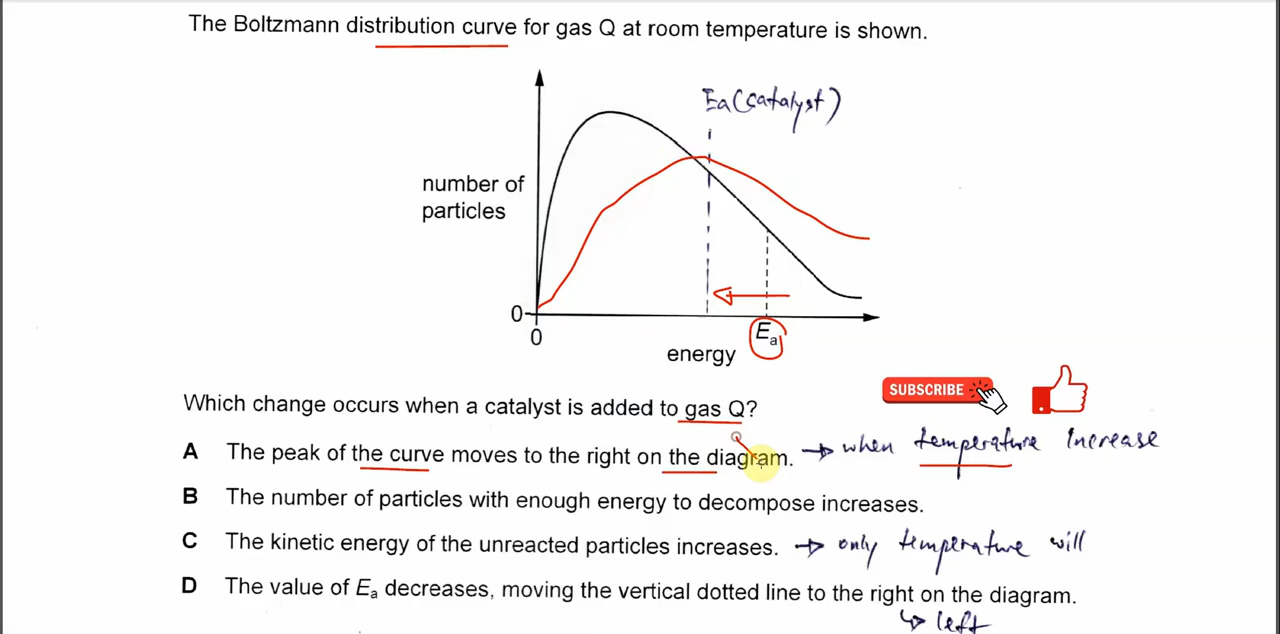 The Boltzmann distribution curve for gas Q at room temperature is shown.
Ea(catalyst)
number of
particles
0
0
Ea
energy
SUBSCRIBE
Which change occurs when a catalyst is added to gas Q?
A The peak of the curve moves to the right on the diagram. → when temperature increase
B The number of particles with enough energy to decompose increases.
C The kinetic energy of the unreacted particles increases. → only temperature will
D The value of Ea decreases, moving the vertical dotted line to the right on the diagram.
↳ left